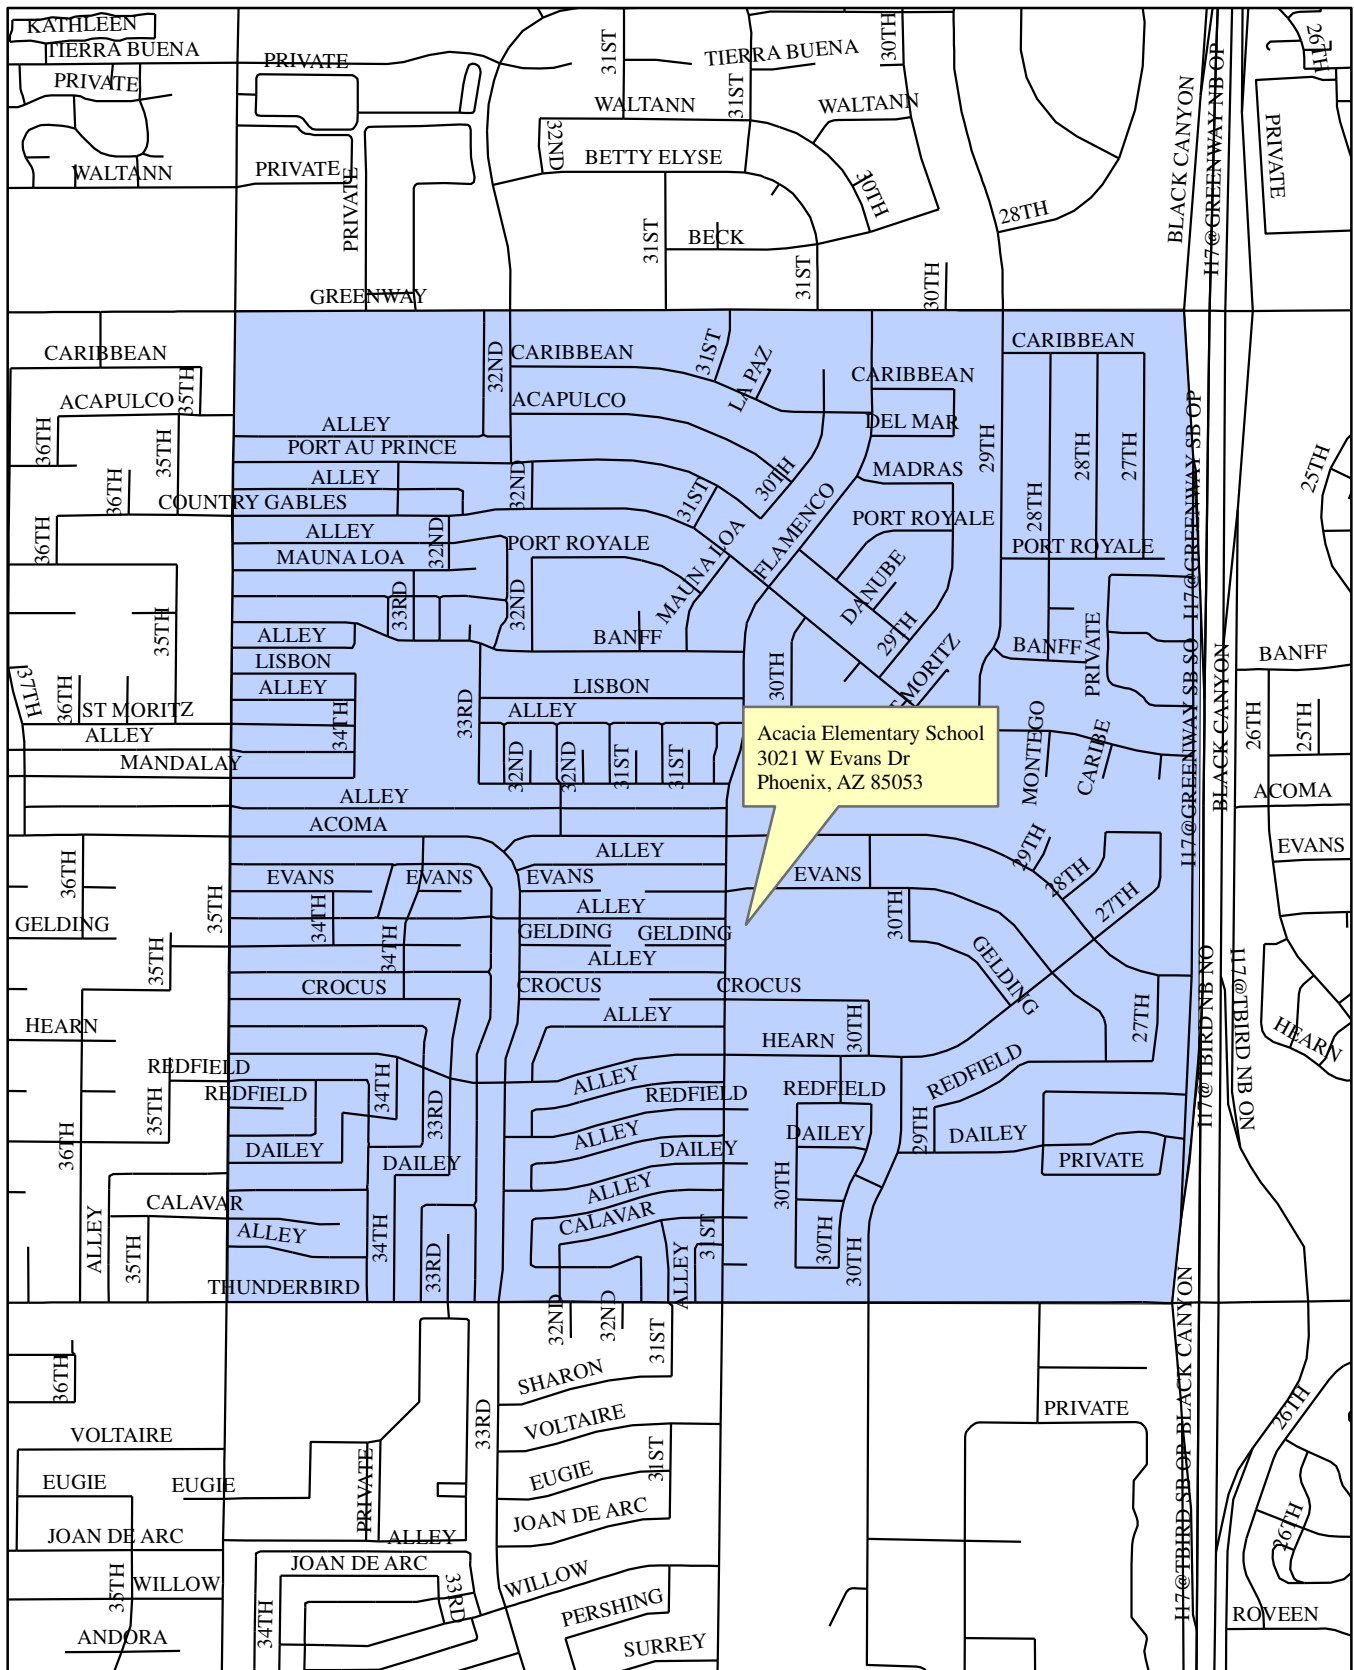 KATHLEEN
TIERRA BUENA
PRIVATE
WALTANN
PRIVATE
PRIVATE
PRIVATE
GREENWAY
31ST
TIERRA BUENA
30TH
31ST
WALTANN
WALTANN
32ND
BETTY ELYSE
30TH
28TH
31ST
BECK
31ST
30TH
BLACK CANYON
I17@GREENWAY NB OP
26TH
PRIVATE
CARIBBEAN
35TH
ACAPULCO
36TH
35TH
36TH
COUNTRY GABLES
36TH
35TH
37TH
36TH
ST MORITZ
ALLEY
MANDALAY
32ND
CARIBBEAN
31ST
LA PAZ
CARIBBEAN
CARIBBEAN
ACAPULCO
ALLEY
DEL MAR
PORT AU PRINCE
29TH
28TH
27TH
ALLEY
32ND
30TH
MADRAS
31ST
28TH
ALLEY
32ND
MAUNA LOA
PORT ROYALE
MAUNA LOA
FLAMENCO
PORT ROYALE
PORT ROYALE
33RD
32ND
DANUBE
29TH
ALLEY
BANFF
BANFF
PRIVATE
LISBON
ALLEY
LISBON
30TH
MORITZ
33RD
34TH
ALLEY
32ND
32ND
31ST
31ST
MONTEGO
CARIBE
I17@GREENWAY SB OP
I17@GREENWAY SB SO
BLACK CANYON
25TH
BANFF
26TH
25TH
ACOMA
EVANS
Acacia Elementary School
3021 W Evans Dr
Phoenix, AZ 85053
ALLEY
ACOMA
ALLEY
29TH
28TH
27TH
36TH
35TH
EVANS
EVANS
EVANS
EVANS
34TH
ALLEY
30TH
GELDING
34TH
GELDING
GELDING
GELDING
35TH
ALLEY
CROCUS
CROCUS
CROCUS
ALLEY
HEARN
HEARN
30TH
27TH
I17@TBIRD NB NO
I17@TBIRD NB ON
HEARN
REDFIELD
REDFIELD
34TH
33RD
ALLEY
REDFIELD
REDFIELD
REDFIELD
35TH
36TH
ALLEY
DAILEY
29TH
DAILEY
DAILEY
DAILEY
DAILEY
PRIVATE
ALLEY
30TH
CALAVAR
CALAVAR
ALLEY
35TH
ALLEY
34TH
33RD
31ST
ALLEY
30TH
30TH
THUNDERBIRD
32ND
32ND
31ST
36TH
SHARON
VOLTAIRE
VOLTAIRE
33RD
EUGIE
EUGIE
EUGIE
31ST
PRIVATE
PRIVATE
JOAN DE ARC
JOAN DE ARC
ALLEY
JOAN DE ARC
35TH
WILLOW
WILLOW
33RD
34TH
PERSHING
ANDORA
SURREY
BLACK CANYON
I17@TBIRD SB OP
26TH
26TH
ROVEEN